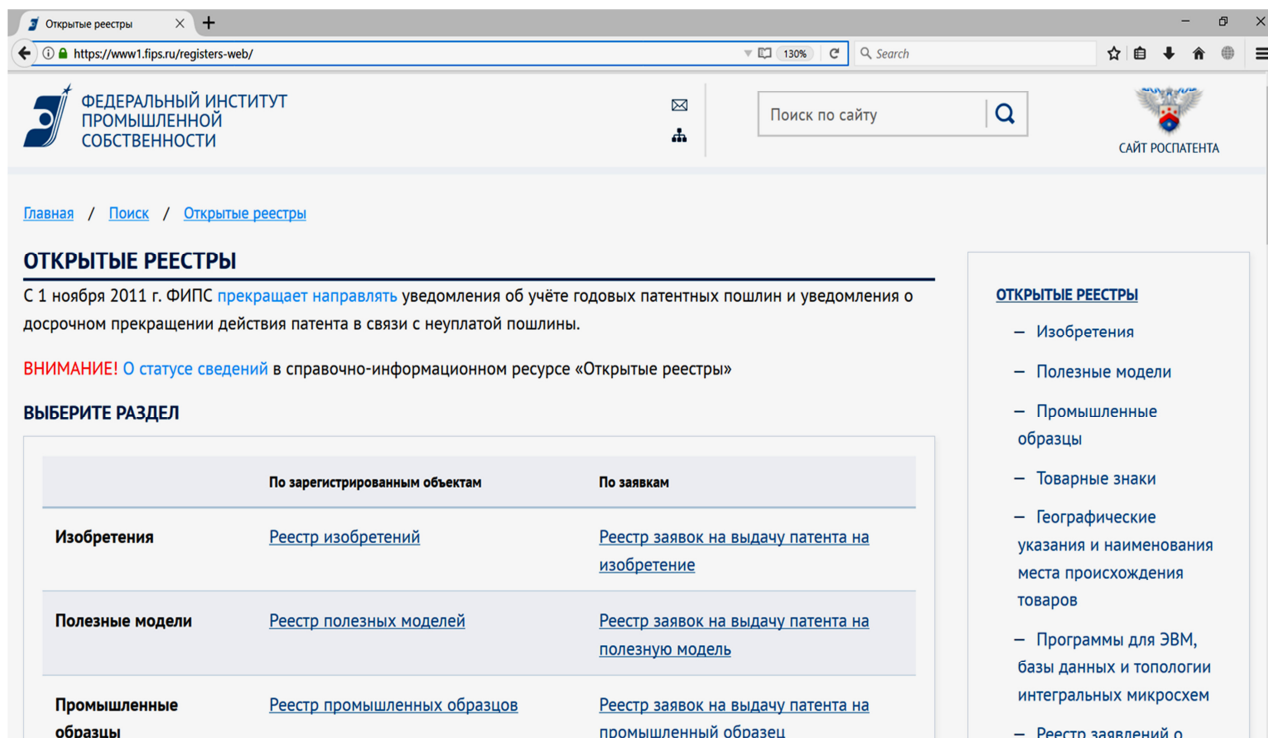 Открытые реестры
https://www1.fips.ru/registers-web/
130%
Search
ФЕДЕРАЛЬНЫЙ ИНСТИТУТ
ПРОМЫШЛЕННОЙ
СОБСТВЕННОСТИ
Поиск по сайту
САЙТ РОСПАТЕНТА
Главная / Поиск / Открытые реестры
ОТКРЫТЫЕ РЕЕСТРЫ
С 1 ноября 2011 г. ФИПС прекращает направлять уведомления об учёте годовых патентных пошлин и уведомления о
досрочном прекращении действия патента в связи с неуплатой пошлины.
ВНИМАНИЕ! О статусе сведений в справочно-информационном ресурсе «Открытые реестры»
ВЫБЕРИТЕ РАЗДЕЛ
По зарегистрированным объектам По заявкам
Изобретения Реестр изобретений Реестр заявок на выдачу патента на
изобретение
Полезные модели Реестр полезных моделей Реестр заявок на выдачу патента на
полезную модель
Промышленные Реестр промышленных образцов Реестр заявок на выдачу патента на
образцы промышленный образец
ОТКРЫТЫЕ РЕЕСТРЫ
— Изобретения
— Полезные модели
— Промышленные
образцы
— Товарные знаки
— Географические
указания и наименования
места происхождения
товаров
— Программы для ЭВМ,
базы данных и топологии
интегральных микросхем
— Реестр заявлений о